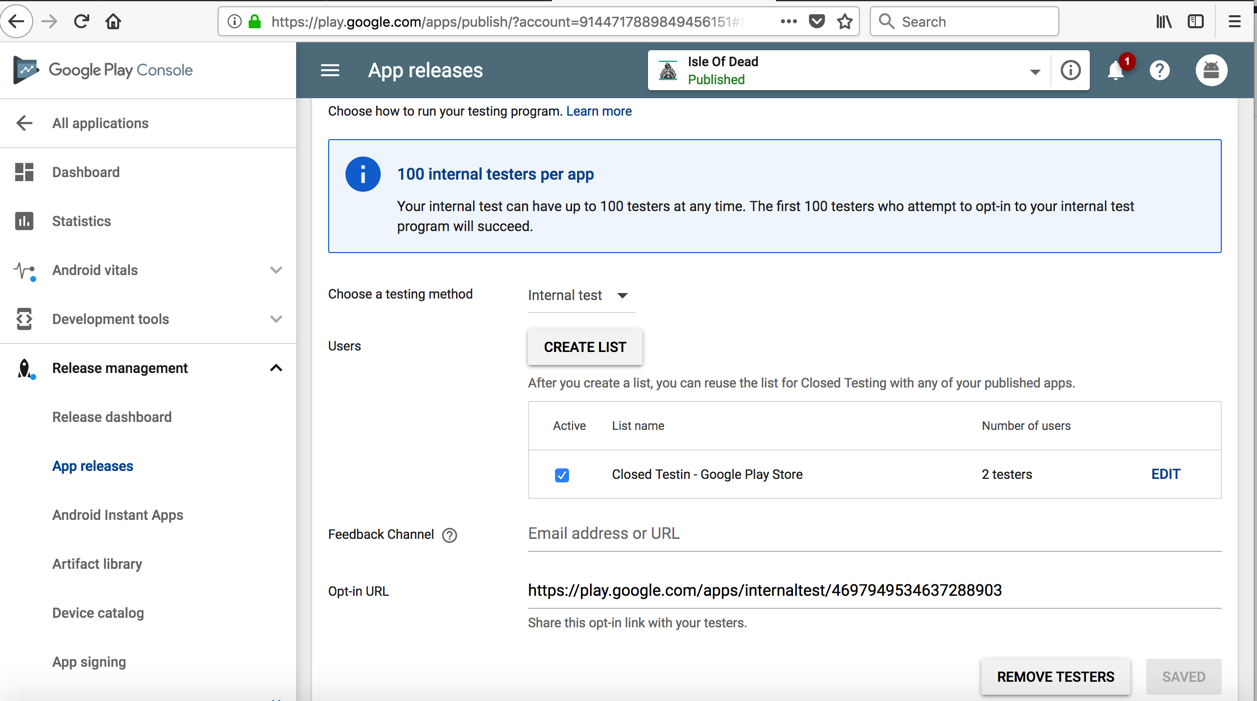 https://play.google.com/apps/publish/?account=9144717889849456151#
Search
Google Play Console
App releases
Isle Of Dead
Published
1
All applications
Dashboard
Statistics
Android vitals
Development tools
Release management
Release dashboard
App releases
Android Instant Apps
Artifact library
Device catalog
App signing
Choose how to run your testing program. Learn more
100 internal testers per app
Your internal test can have up to 100 testers at any time. The first 100 testers who attempt to opt-in to your internal test
program will succeed.
Choose a testing method
Internal test
Users
CREATE LIST
After you create a list, you can reuse the list for Closed Testing with any of your published apps.
Active List name Number of users
Closed Testin - Google Play Store 2 testers EDIT
Feedback Channel
Email address or URL
Opt-in URL
https://play.google.com/apps/internaltest/4697949534637288903
Share this opt-in link with your testers.
REMOVE TESTERS
SAVED